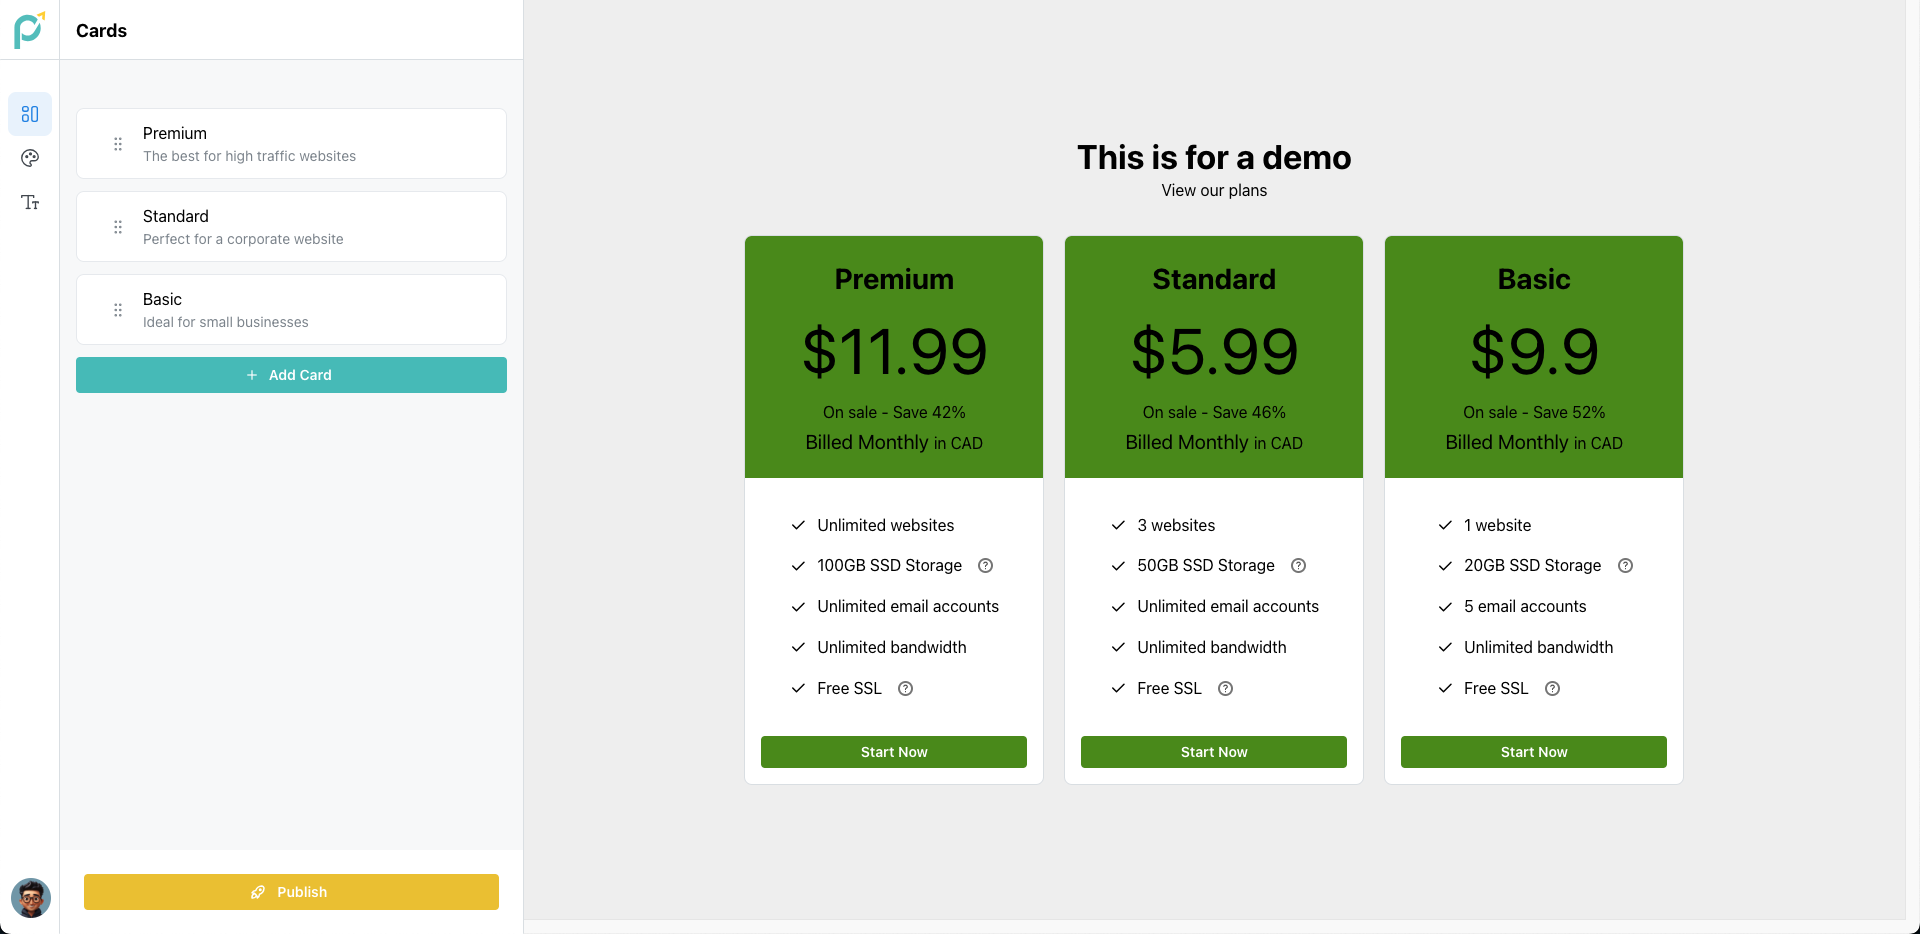 Cards
Premium
The best for high traffic websites
Standard
Perfect for a corporate website
Basic
Ideal for small businesses
Add Card
Publish
This is for a demo
View our plans
Premium
$11.99
On sale - Save 42%
Billed Monthly in CAD
Unlimited websites
100GB SSD Storage
Unlimited email accounts
Unlimited bandwidth
Free SSL
Start Now
Standard
$5.99
On sale - Save 46%
Billed Monthly in CAD
3 websites
50GB SSD Storage
Unlimited email accounts
Unlimited bandwidth
Free SSL
Start Now
Basic
$9.9
On sale - Save 52%
Billed Monthly in CAD
1 website
20GB SSD Storage
5 email accounts
Unlimited bandwidth
Free SSL
Start Now